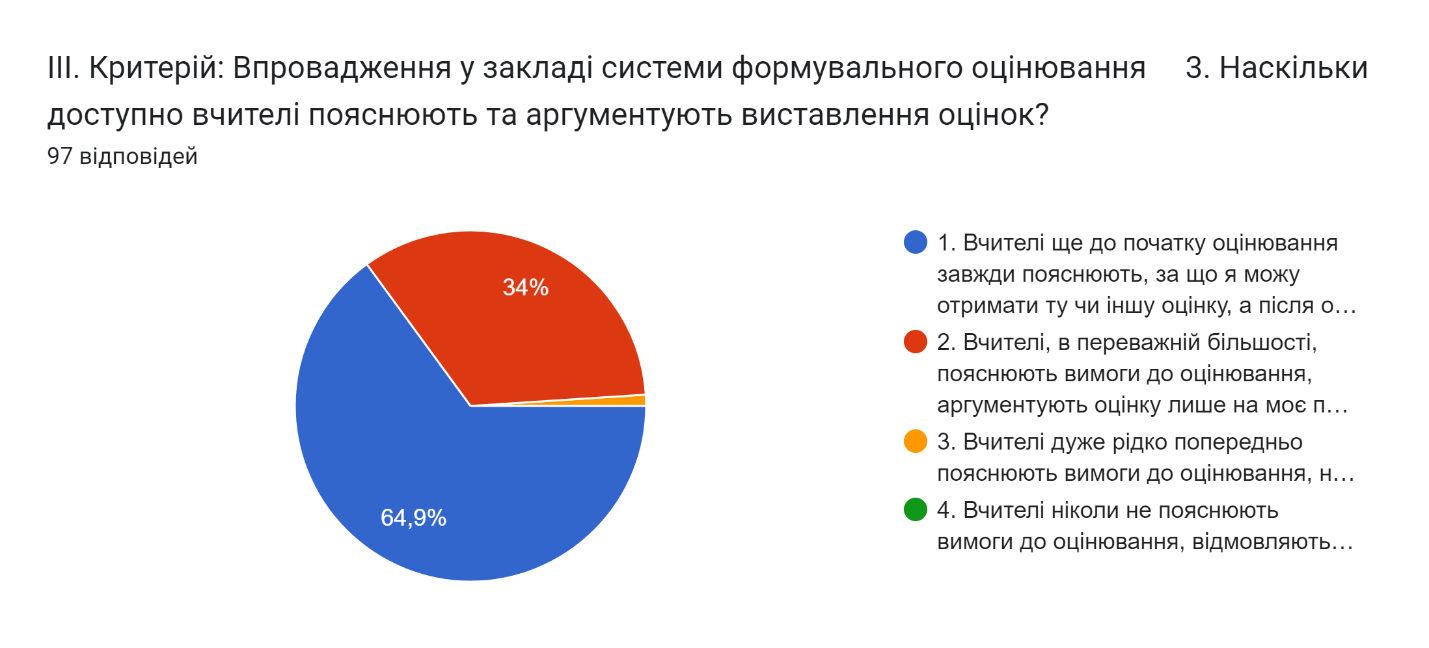 ІІІ. Критерій: Впровадження у закладі системи формувального оцінювання 3. Наскільки
доступно вчителі пояснюють та аргументують виставлення оцінок?
97 відповідей
34%
64,9%
1. Вчителі ще до початку оцінювання
завжди пояснюють, за що я можу
отримати ту чи іншу оцінку, а після о…
2. Вчителі, в переважній більшості,
пояснюють вимоги до оцінювання,
аргументують оцінку лише на моє п…
3. Вчителі дуже рідко попередньо
пояснюють вимоги до оцінювання, н…
4. Вчителі ніколи не пояснюють
вимоги до оцінювання, відмовляють…